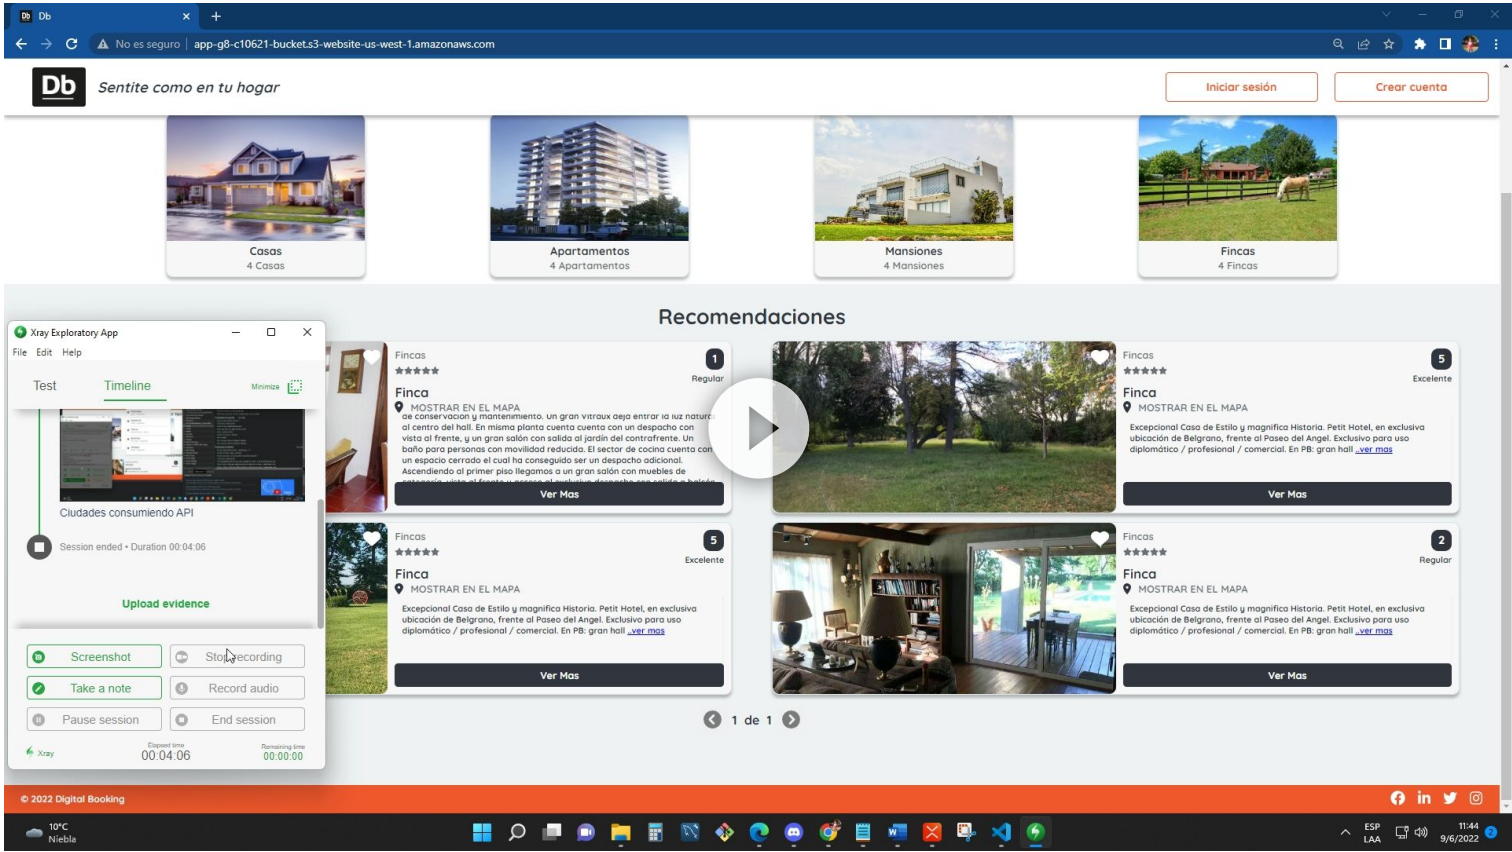 Db
No es seguro
app-g8-c10621-bucket.s3-website-us-west-1.amazonaws.com
Db
Sentite como en tu hogar
Iniciar sesión
Crear cuenta
Casas
4 Casas
Apartamentos
4 Apartamentos
Mansiones
4 Mansiones
Fincas
4 Fincas
Recomendaciones
Xray Exploratory App
File Edit Help
Test
Timeline
Minimize
Ciudades consumiendo API
Session ended • Duration 00:04:06
Upload evidence
Screenshot
Stop recording
Take a note
Record audio
Pause session
End session
Xray
Elapsed time
00:04:06
Remaining time
00:00:00
Fincas
1
Regular
Finca
MOSTRAR EN EL MAPA
de conservación y mantenimiento. Un gran vitraux deja entrar la luz natural
al centro del hall. En misma planta cuenta cuenta con un despacho con
vista al frente, y un gran salón con salida al jardín del contrafrente. Un
baño para personas con movilidad reducida. El sector de cocina cuenta con
un espacio cerrado el cual ha conseguido ser un despacho adicional.
Ascendiendo al primer piso llegamos a un gran salón con muebles de
Ver Mas
Fincas
5
Excelente
Finca
MOSTRAR EN EL MAPA
Excepcional Casa de Estilo y magnifica Historia. Petit Hotel, en exclusiva
ubicación de Belgrano, frente al Paseo del Angel. Exclusivo para uso
diplomático / profesional / comercial. En PB: gran hall ...ver mas
Ver Mas
Fincas
5
Excelente
Finca
MOSTRAR EN EL MAPA
Excepcional Casa de Estilo y magnifica Historia. Petit Hotel, en exclusiva
ubicación de Belgrano, frente al Paseo del Angel. Exclusivo para uso
diplomático / profesional / comercial. En PB: gran hall ...ver mas
Ver Mas
Fincas
2
Regular
Finca
MOSTRAR EN EL MAPA
Excepcional Casa de Estilo y magnifica Historia. Petit Hotel, en exclusiva
ubicación de Belgrano, frente al Paseo del Angel. Exclusivo para uso
diplomático / profesional / comercial. En PB: gran hall ...ver mas
Ver Mas
1 de 1
© 2022 Digital Booking
10°C
Niebla
ESP
LAA
11:44
9/6/2022
2